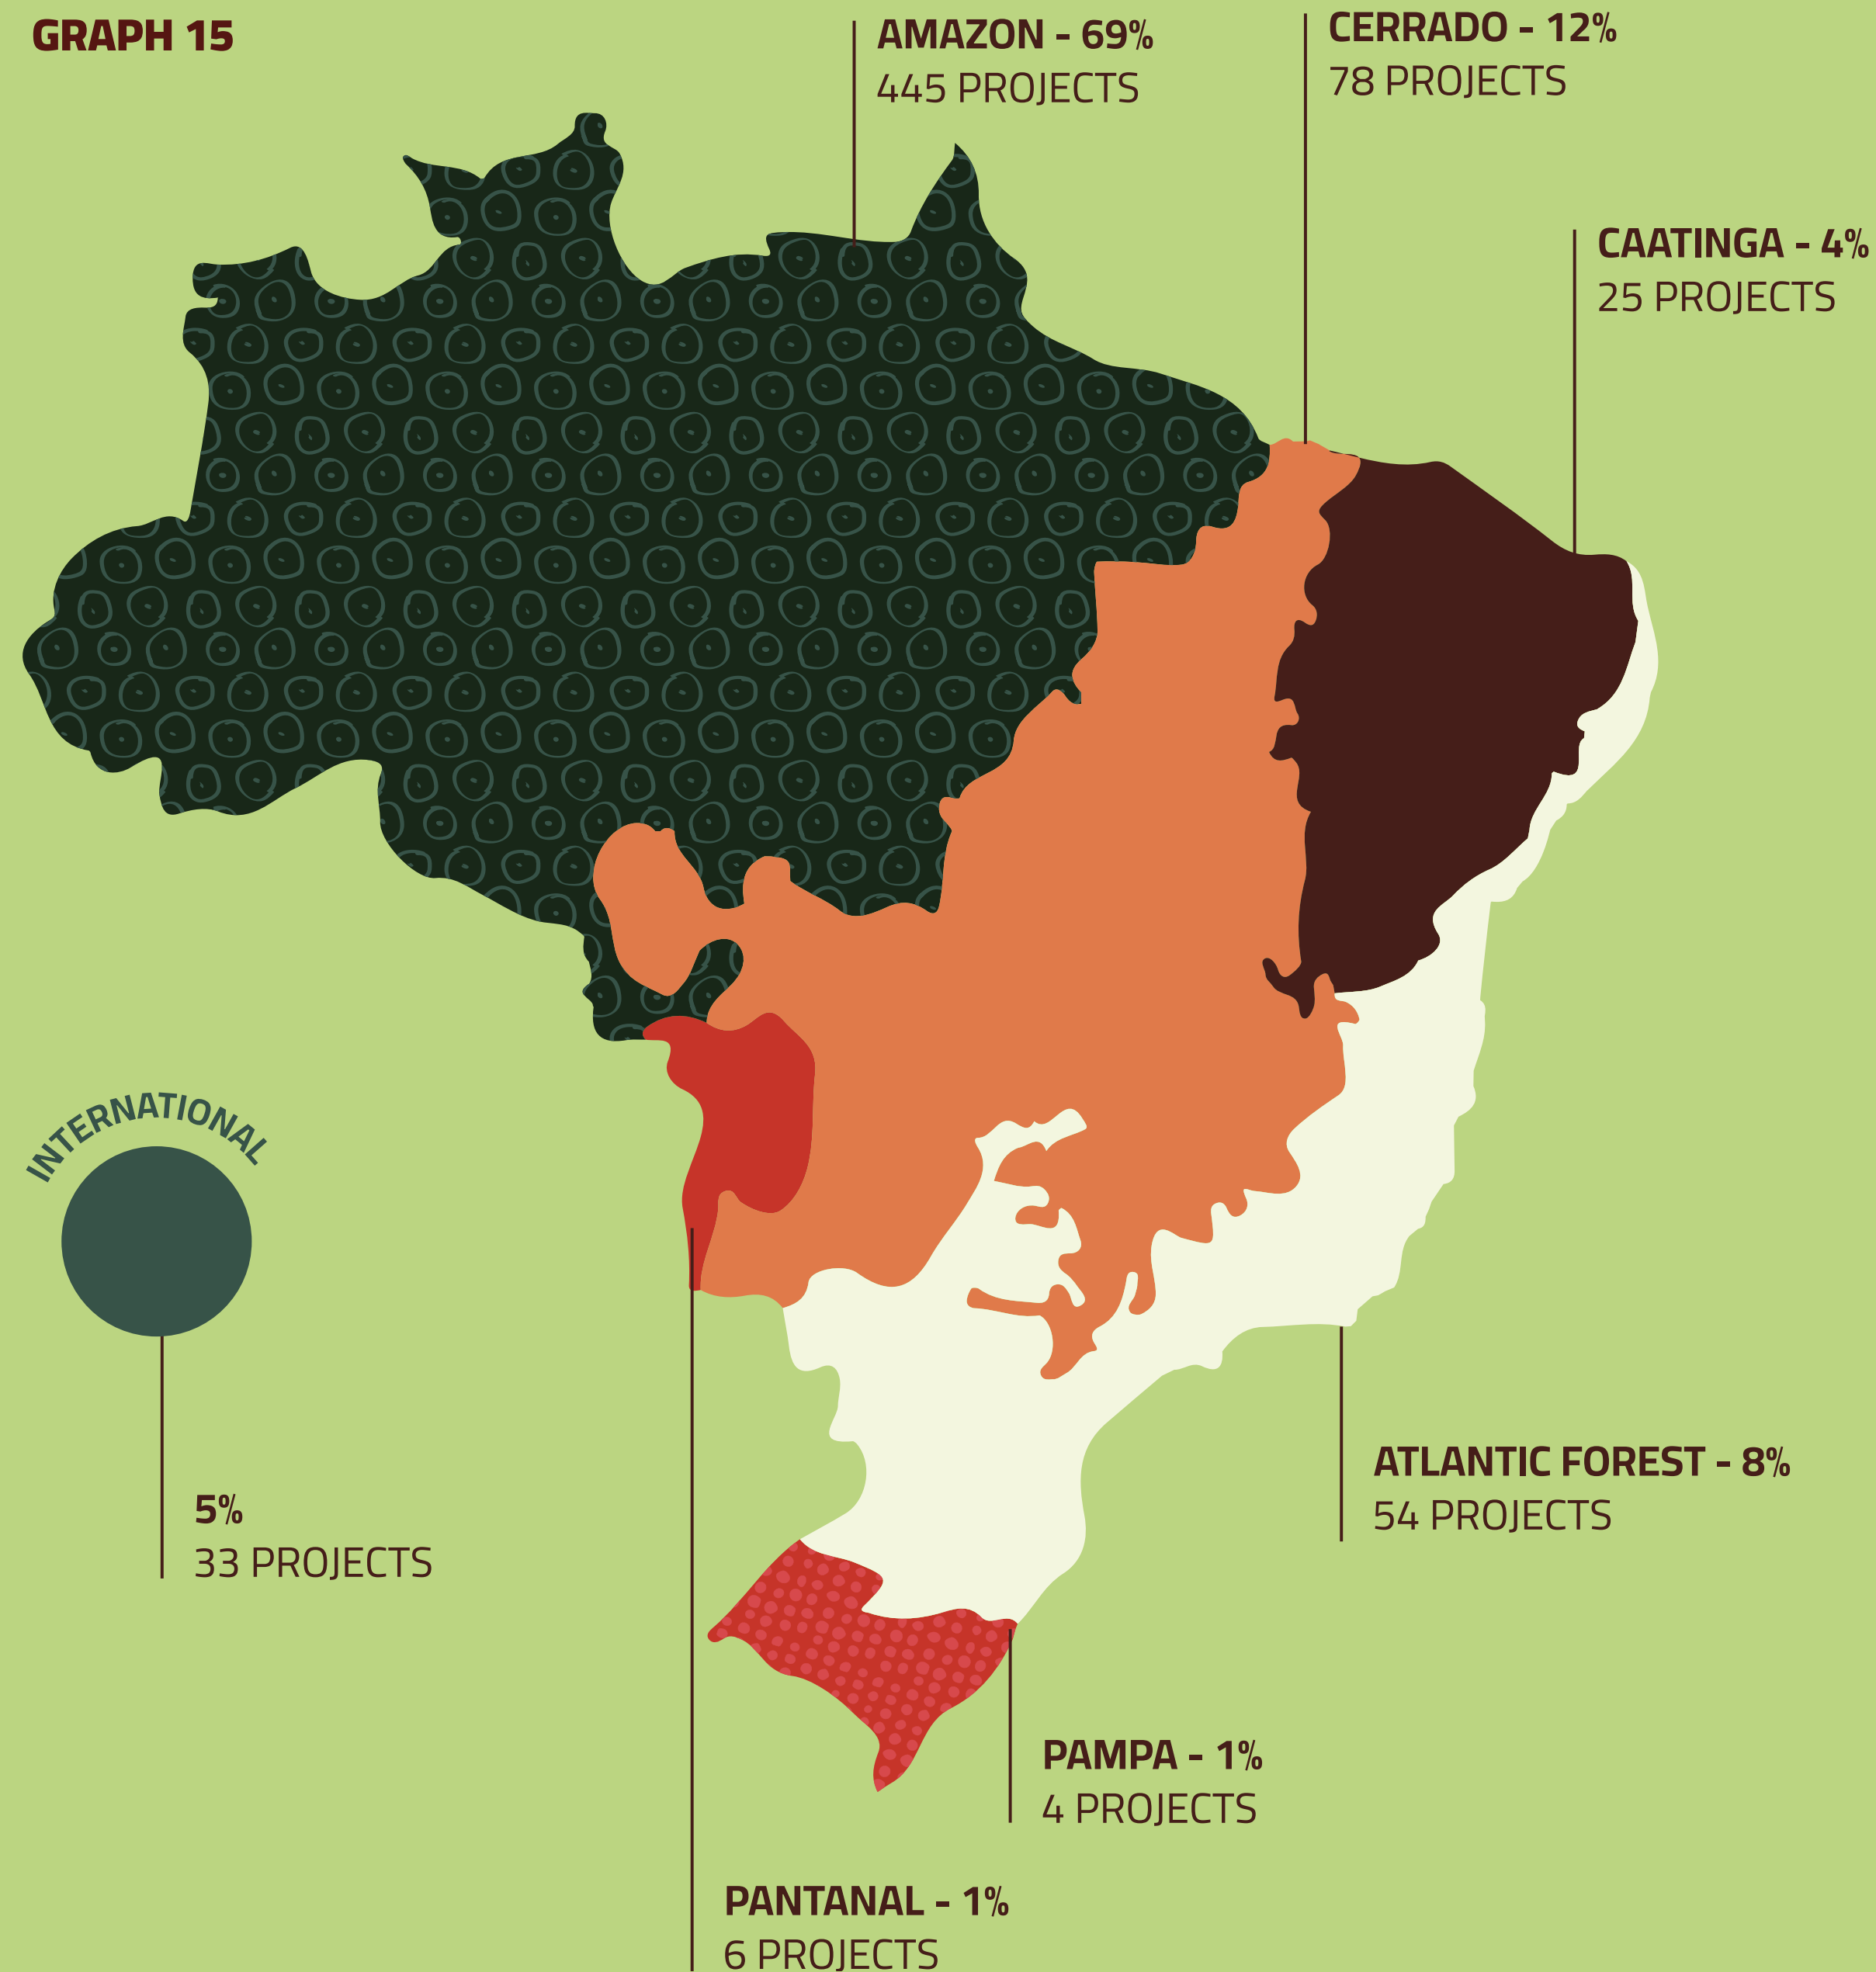 GRAPH 15
AMAZON - 69%
445 PROJECTS
CERRADO - 12%
78 PROJECTS
CAATINGA - 4%
25 PROJECTS
INTERNATIONAL
5%
33 PROJECTS
ATLANTIC FOREST - 8%
54 PROJECTS
PAMPA - 1%
4 PROJECTS
PANTANAL - 1%
6 PROJECTS